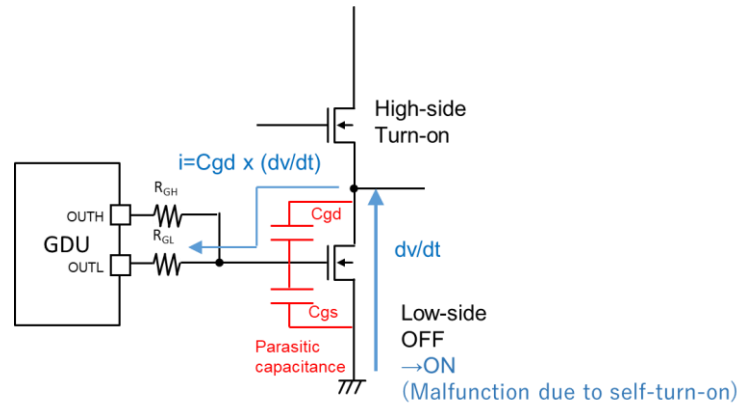 High-side
Turn-on
i=Cgd x (dv/dt)
RGH
OUTH
GDU
RGL
OUTL
Cgd
dv/dt
Cgs
Parasitic
capacitance
Low-side
OFF
→ON
(Malfunction due to self-turn-on)